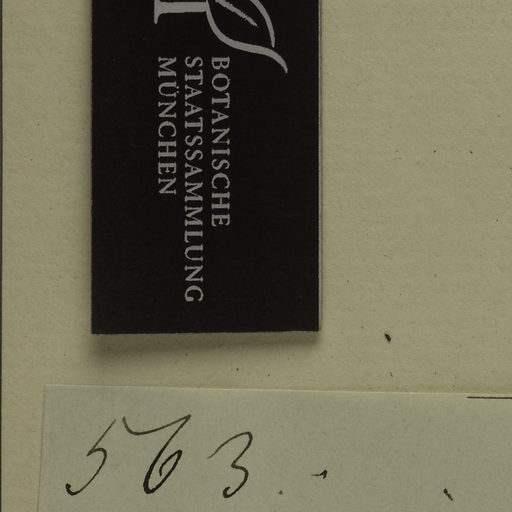 BOTANISCHE
STAATSSAMMLUNG
MÜNCHEN
563.